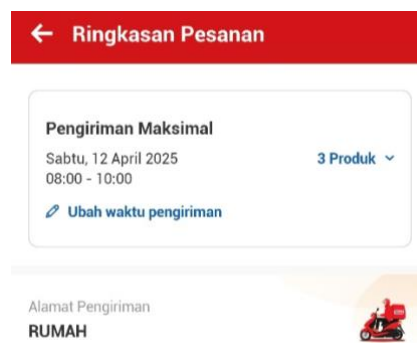 Ringkasan Pesanan
Pengiriman Maksimal
Sabtu, 12 April 2025
08:00 - 10:00
3 Produk
Ubah waktu pengiriman
Alamat Pengiriman
RUMAH